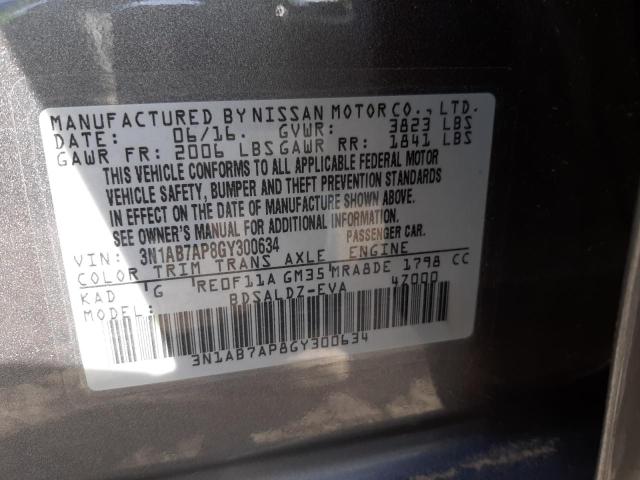 MANUFACTURED BY NISSAN MOTOR CO., LTD.
DATE: 06/16. GVWR: 3823 LBS
GAWR FR: 2006 LBS GAWR RR: 1841 LBS
THIS VEHICLE CONFORMS TO ALL APPLICABLE FEDERAL MOTOR
VEHICLE SAFETY, BUMPER AND THEFT PREVENTION STANDARDS
IN EFFECT ON THE DATE OF MANUFACTURE SHOWN ABOVE.
SEE OWNER'S MANUAL FOR ADDITIONAL INFORMATION.
VIN: 3N1AB7AP8GY300634 PASSENGER CAR.
COLOR TRIM TRANS AXLE ENGINE
KAD G RE0F11A GM35 MRA8DE 1798 CC
MODEL: BDSALDZ-EVA 47000
3N1AB7AP8GY300634